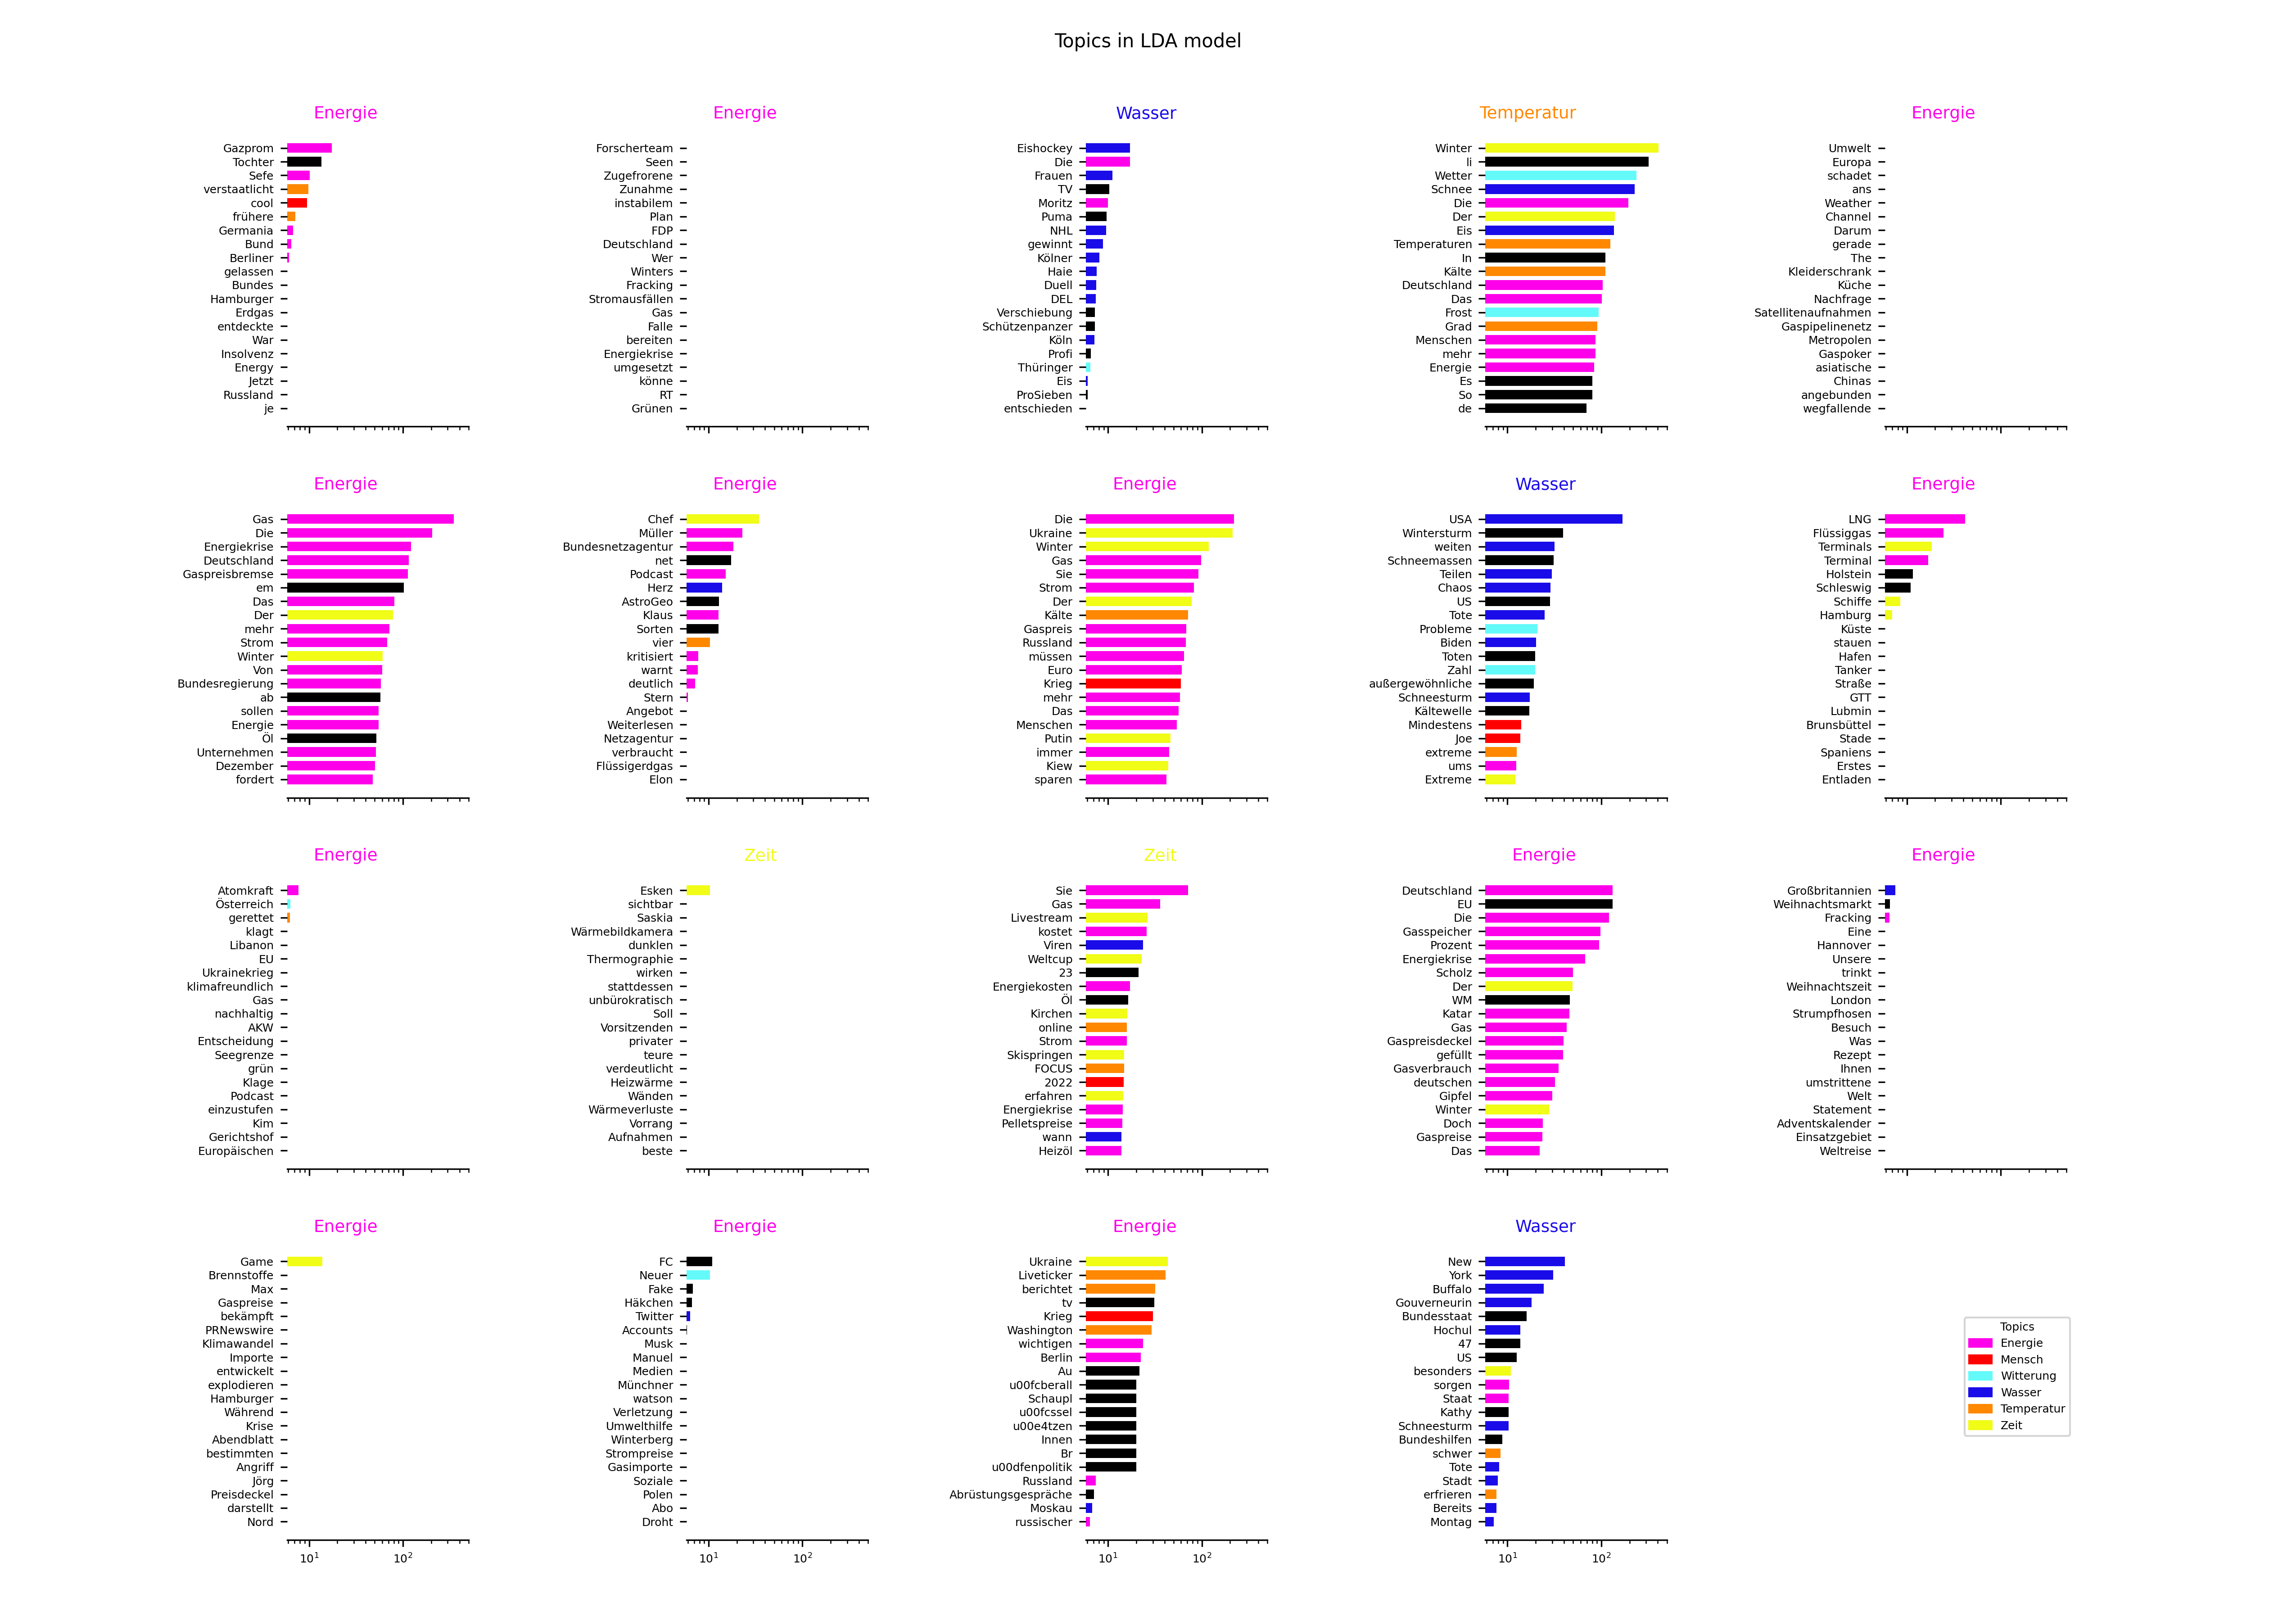 Topics in LDA model
Energie
Gazprom
Tochter
Sefe
verstaatlicht
cool
frühere
Germania
Bund
Berliner
gelassen
Bundes
Hamburger
Erdgas
entdeckte
War
Insolvenz
Energy
Jetzt
Russland
je
Energie
Forscherteam
Seen
Zugefrorene
Zunahme
instabilem
Plan
FDP
Deutschland
Wer
Winters
Fracking
Stromausfällen
Gas
Falle
bereiten
Energiekrise
umgesetzt
könne
RT
Grünen
Wasser
Eishockey
Die
Frauen
TV
Moritz
Puma
NHL
gewinnt
Kölner
Haie
Duell
DEL
Verschiebung
Schützenpanzer
Köln
Profi
Thüringer
Eis
ProSieben
entschieden
Temperatur
Winter
li
Wetter
Schnee
Die
Der
Eis
Temperaturen
In
Kälte
Deutschland
Das
Frost
Grad
Menschen
mehr
Energie
Es
So
de
Energie
Umwelt
Europa
schadet
ans
Weather
Channel
Darum
gerade
The
Kleiderschrank
Küche
Nachfrage
Satellitenaufnahmen
Gaspipelinenetz
Metropolen
Gaspoker
asiatische
Chinas
angebunden
wegfallende
Energie
Gas
Die
Energiekrise
Deutschland
Gaspreisbremse
em
Das
Der
mehr
Strom
Winter
Von
Bundesregierung
ab
sollen
Energie
Öl
Unternehmen
Dezember
fordert
Energie
Chef
Müller
Bundesnetzagentur
net
Podcast
Herz
AstroGeo
Klaus
Sorten
vier
kritisiert
warnt
deutlich
Stern
Angebot
Weiterlesen
Netzagentur
verbraucht
Flüssigerdgas
Elon
Energie
Die
Ukraine
Winter
Gas
Sie
Strom
Der
Kälte
Gaspreis
Russland
müssen
Euro
Krieg
mehr
Das
Menschen
Putin
immer
Kiew
sparen
Wasser
USA
Wintersturm
weiten
Schneemassen
Teilen
Chaos
US
Tote
Probleme
Biden
Toten
Zahl
außergewöhnliche
Schneesturm
Kältewelle
Mindestens
Joe
extreme
ums
Extreme
Energie
LNG
Flüssiggas
Terminals
Terminal
Holstein
Schleswig
Schiffe
Hamburg
Küste
stauen
Hafen
Tanker
Straße
GTT
Lubmin
Brunsbüttel
Stade
Spaniens
Erstes
Entladen
Energie
Atomkraft
Österreich
gerettet
klagt
Libanon
EU
Ukrainekrieg
klimafreundlich
Gas
nachhaltig
AKW
Entscheidung
Seegrenze
grün
Klage
Podcast
einzustufen
Kim
Gerichtshof
Europäischen
Zeit
Esken
sichtbar
Saskia
Wärmebildkamera
dunklen
Thermographie
wirken
stattdessen
unbürokratisch
Soll
Vorsitzenden
privater
teure
verdeutlicht
Heizwärme
Wänden
Wärmeverluste
Vorrang
Aufnahmen
beste
Zeit
Sie
Gas
Livestream
kostet
Viren
Weltcup
23
Energiekosten
Öl
Kirchen
online
Strom
Skispringen
FOCUS
2022
erfahren
Energiekrise
Pelletspreise
wann
Heizöl
Energie
Deutschland
EU
Die
Gasspeicher
Prozent
Energiekrise
Scholz
Der
WM
Katar
Gas
Gaspreisdeckel
gefüllt
Gasverbrauch
deutschen
Gipfel
Winter
Doch
Gaspreise
Das
Energie
Großbritannien
Weihnachtsmarkt
Fracking
Eine
Hannover
Unsere
trinkt
Weihnachtszeit
London
Strumpfhosen
Besuch
Was
Rezept
Ihnen
umstrittene
Welt
Statement
Adventskalender
Einsatzgebiet
Weltreise
Energie
Game
Brennstoffe
Max
Gaspreise
bekämpft
PRNewswire
Klimawandel
Importe
entwickelt
explodieren
Hamburger
Während
Krise
Abendblatt
bestimmten
Angriff
Jörg
Preisdeckel
darstellt
Nord
10¹ 10²
Energie
FC
Neuer
Fake
Häkchen
Twitter
Accounts
Musk
Manuel
Medien
Münchner
watson
Verletzung
Umwelthilfe
Winterberg
Strompreise
Gasimporte
Soziale
Polen
Abo
Droht
10¹ 10²
Energie
Ukraine
Liveticker
berichtet
tv
Krieg
Washington
wichtigen
Berlin
Au
u00fcberall
Schaupl
u00fcssel
u00e4tzen
Innen
Br
u00dfenpolitik
Russland
Abrüstungsgespräche
Moskau
russischer
10¹ 10²
Wasser
New
York
Buffalo
Gouverneurin
Bundesstaat
Hochul
47
US
besonders
sorgen
Staat
Kathy
Schneesturm
Bundeshilfen
schwer
Tote
Stadt
erfrieren
Bereits
Montag
10¹ 10²
Topics
Energie
Mensch
Witterung
Wasser
Temperatur
Zeit